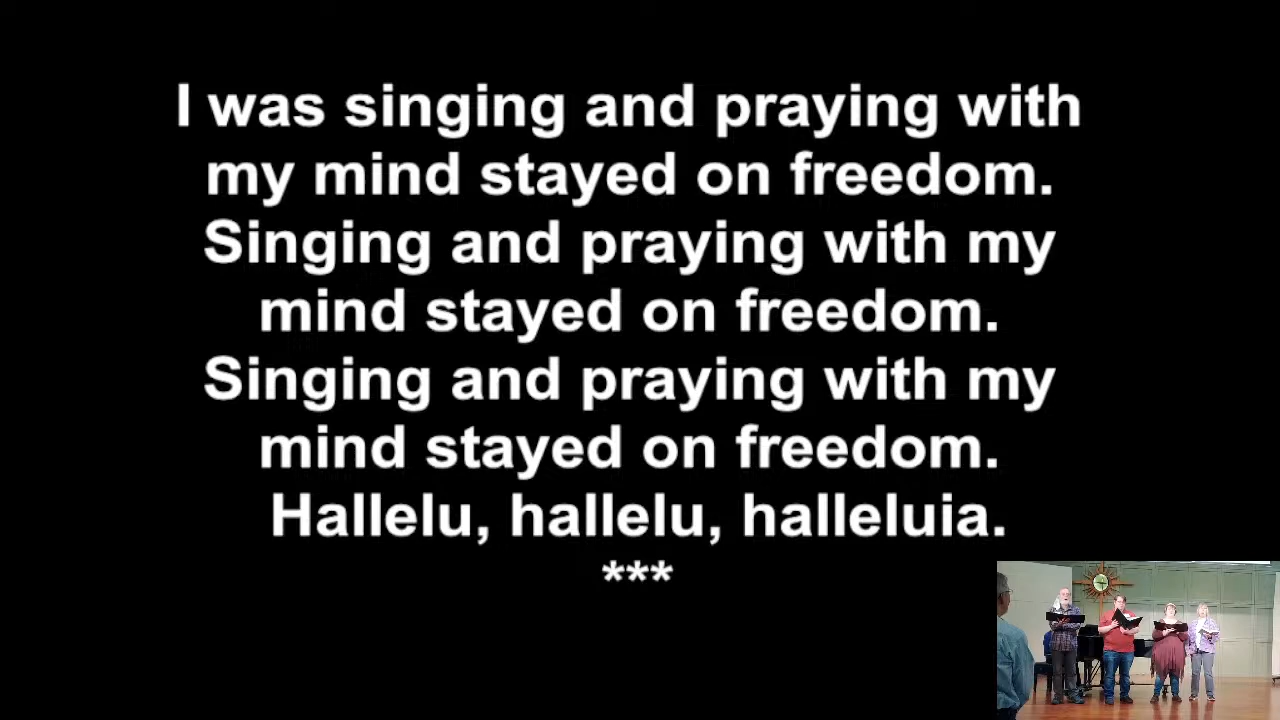 I was singing and praying with
my mind stayed on freedom.
Singing and praying with my
mind stayed on freedom.
Singing and praying with my
mind stayed on freedom.
Hallelu, hallelu, halleluia.
***